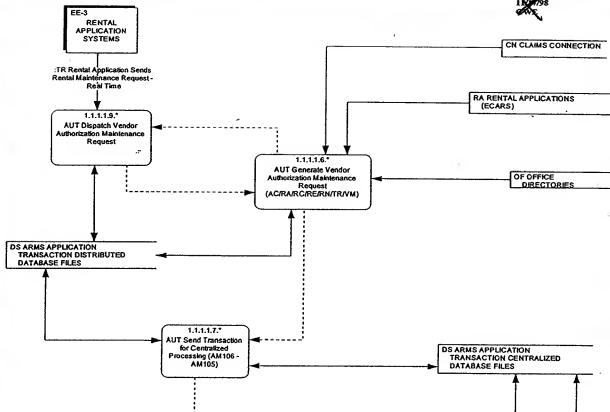 EE-3
RENTAL
APPLICATION
SYSTEMS
:TR Rental Application Sends
Rental Maintenance Request -
Real Time
CN CLAIMS CONNECTION
RA RENTAL APPLICATIONS
(ECARS)
1.1.1.1.9.*
AUT Dispatch Vendor
Authorization Maintenance
Request
1.1.1.1.6.*
AUT Generate Vendor
Authorization Maintenance
Request
(AC/RA/RC/RE/RN/TR/VM)
OF OFFICE
DIRECTORIES
DS ARMS APPLICATION
TRANSACTION DISTRIBUTED
DATABASE FILES
1.1.1.1.7.*
AUT Send Transaction
for Centralized
Processing (AM106 -
AM105)
DS ARMS APPLICATION
TRANSACTION CENTRALIZED
DATABASE FILES